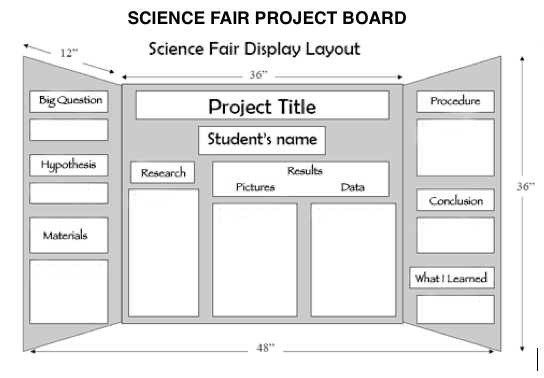 SCIENCE FAIR PROJECT BOARD
Science Fair Display Layout
12”
36”
Big Question
Hypothesis
Materials
Project Title
Student’s name
Research
Results
Pictures Data
Procedure
Conclusion
What I Learned
36”
48”